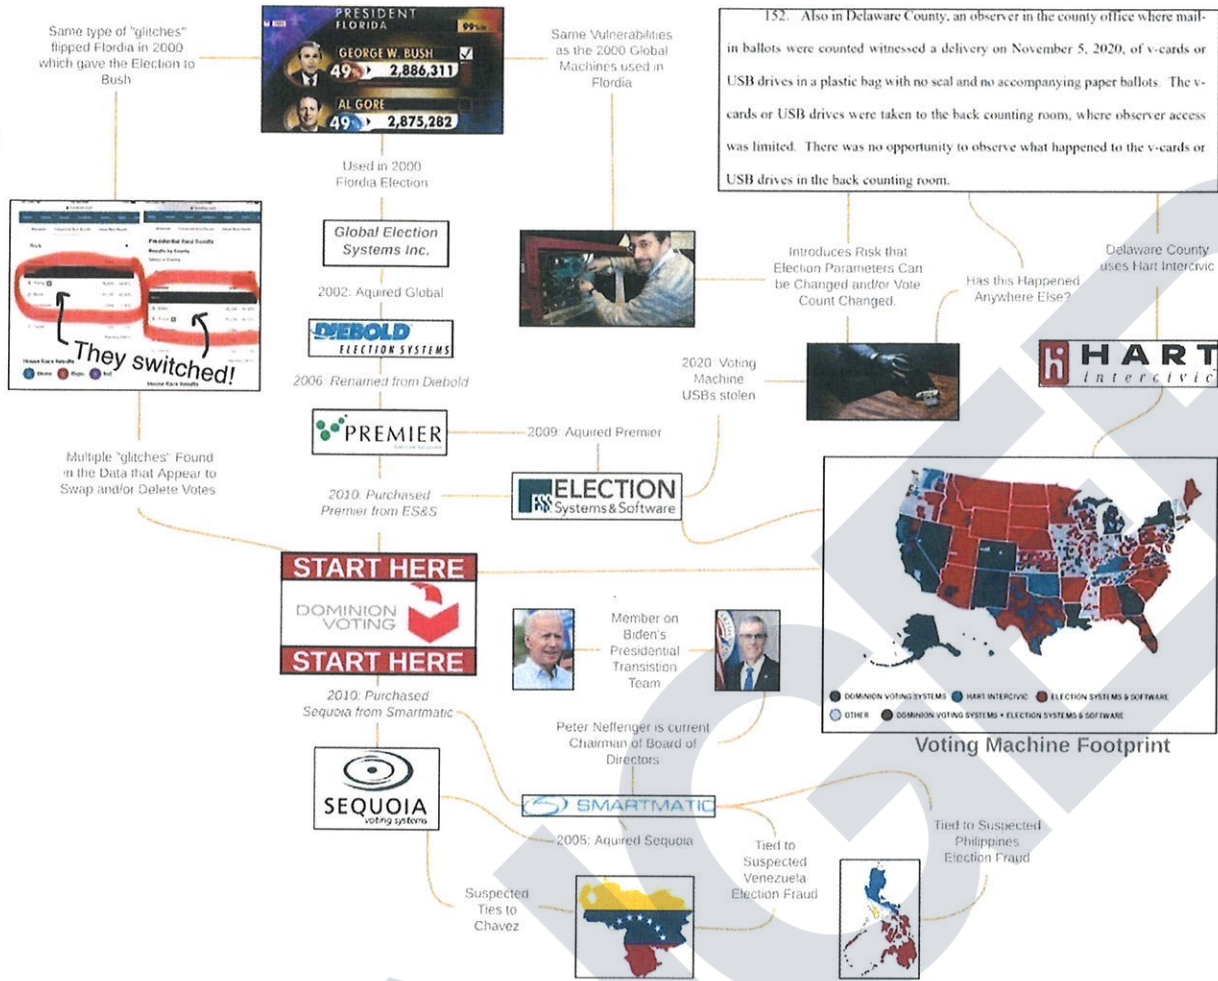 Same type of "glitches"
flipped Flordia in 2000
which gave the Election to
Bush
PRESIDENT
FLORIDA
99%
GEORGE W. BUSH
49 2,886,311
AL GORE
49 2,875,282
Same Vulnerabilities
as the 2000 Global
Machines used in
Flordia
152. Also in Delaware County, an observer in the county office where mail-
in ballots were counted witnessed a delivery on November 5, 2020, of v-cards or
USB drives in a plastic bag with no seal and no accompanying paper ballots. The v-
cards or USB drives were taken to the back counting room, where observer access
was limited. There was no opportunity to observe what happened to the v-cards or
USB drives in the back counting room.
Used in 2000
Flordia Election
Global Election
Systems Inc.
2002: Aquired Global
DIEBOLD
ELECTION SYSTEMS
2006: Renamed from Diebold
PREMIER
2009: Aquired Premier
2010: Purchased
Premier from ES&S
ES&S ELECTION
Systems & Software
2020: Voting
Machine
USBs stolen
Introduces Risk that
Election Parameters Can
be Changed and/or Vote
Count Changed.
Has this Happened
Anywhere Else?
Delaware County
uses Hart Intercivic
hi HART
intercivic
Presidential Race Results
They switched!
House Race Results
Multiple "glitches" Found
in the Data that Appear to
Swap and/or Delete Votes
START HERE
DOMINION
VOTING
START HERE
Member on
Biden's
Presidential
Transistion
Team
DOMINION VOTING SYSTEMS HART INTERCIVIC ELECTION SYSTEMS & SOFTWARE
OTHER DOMINION VOTING SYSTEMS + ELECTION SYSTEMS & SOFTWARE
Voting Machine Footprint
2010: Purchased
Sequoia from Smartmatic
Peter Neffenger is current
Chairman of Board of
Directors
SEQUOIA
voting systems
SMARTMATIC
2005: Aquired Sequoia
Suspected
Ties to
Chavez
Tied to
Suspected
Venezuela
Election Fraud
Tied to Suspected
Philippines
Election Fraud